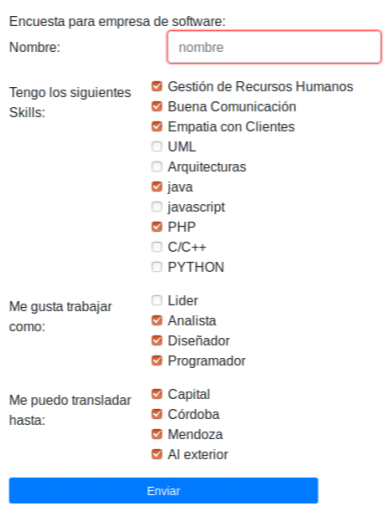 Encuesta para empresa de software:
Nombre:
nombre
Tengo los siguientes
Skills:
Gestión de Recursos Humanos
Buena Comunicación
Empatia con Clientes
UML
Arquitecturas
java
javascript
PHP
C/C++
PYTHON
Me gusta trabajar
como:
Lider
Analista
Diseñador
Programador
Me puedo transladar
hasta:
Capital
Córdoba
Mendoza
Al exterior
Enviar